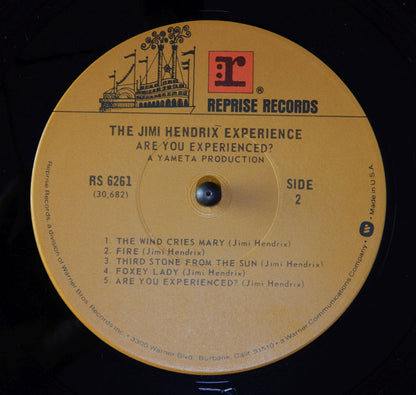 r
®
REPRISE RECORDS
THE JIMI HENDRIX EXPERIENCE
ARE YOU EXPERIENCED?
A YAMETA PRODUCTION
RS 6261
(30,682)
SIDE
2
1. THE WIND CRIES MARY (Jimi Hendrix)
2. FIRE (Jimi Hendrix)
3. THIRD STONE FROM THE SUN (Jimi Hendrix)
4. FOXEY LADY (Jimi Hendrix)
5. ARE YOU EXPERIENCED? (Jimi Hendrix)
Reprise Records, a division of Warner Bros. Records Inc. • 3300 Warner Blvd., Burbank, Calif. 91510 • a Warner Communications Company • W • Made in U.S.A.